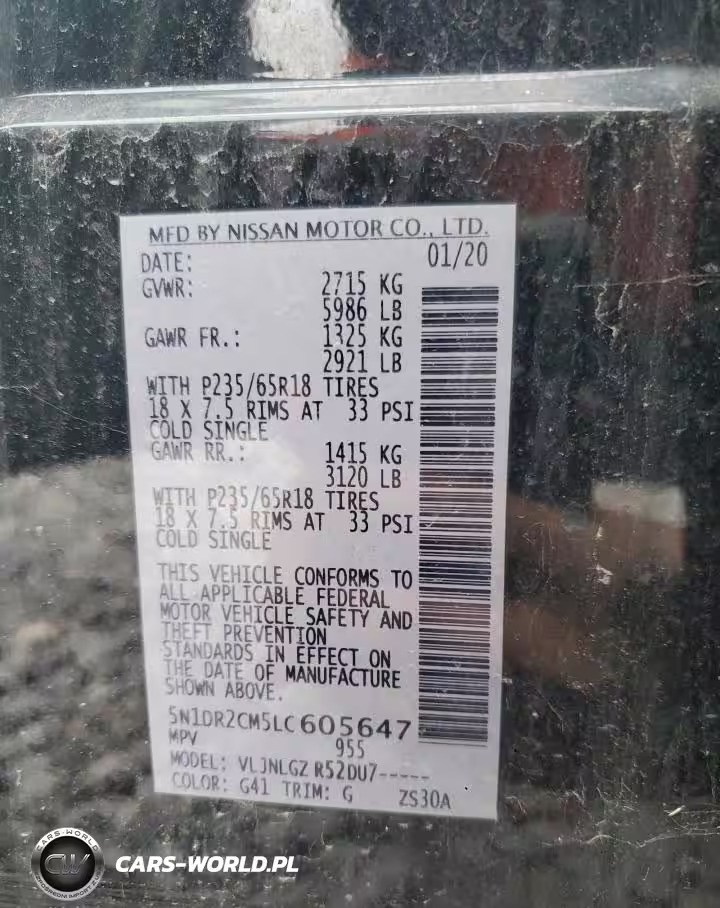 MFD BY NISSAN MOTOR CO., LTD.
DATE: 01/20
GVWR: 2715 KG
5986 LB
GAWR FR.: 1325 KG
2921 LB
WITH P235/65R18 TIRES
18 X 7.5 RIMS AT 33 PSI
COLD SINGLE
GAWR RR.: 1415 KG
3120 LB
WITH P235/65R18 TIRES
18 X 7.5 RIMS AT 33 PSI
COLD SINGLE
THIS VEHICLE CONFORMS TO
ALL APPLICABLE FEDERAL
MOTOR VEHICLE SAFETY AND
THEFT PREVENTION
STANDARDS IN EFFECT ON
THE DATE OF MANUFACTURE
SHOWN ABOVE.
5N1DR2CM5LC605647
MPV 955
MODEL: VLJNLGZ R52DU7-----
COLOR: G41 TRIM: G ZS30A
CARS-WORLD
CW
CARS-WORLD.PL